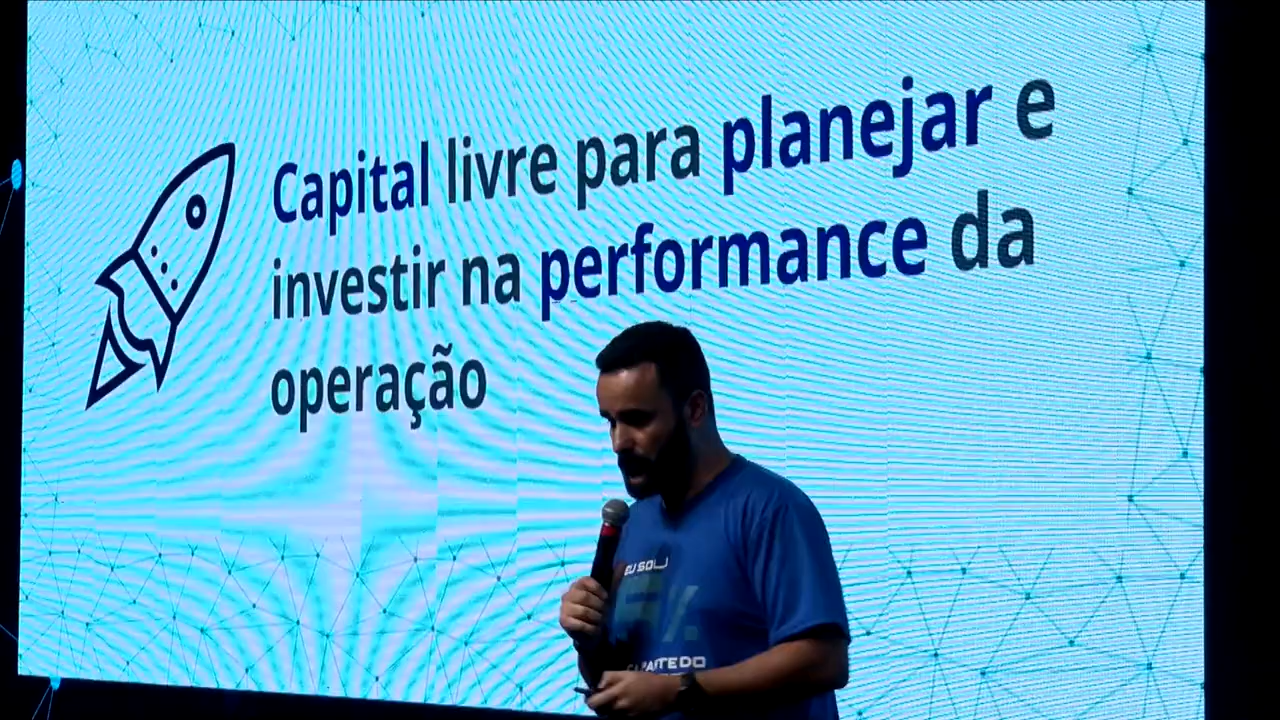 Capital livre para planejar e
investir na performance da
operação
EU SOU